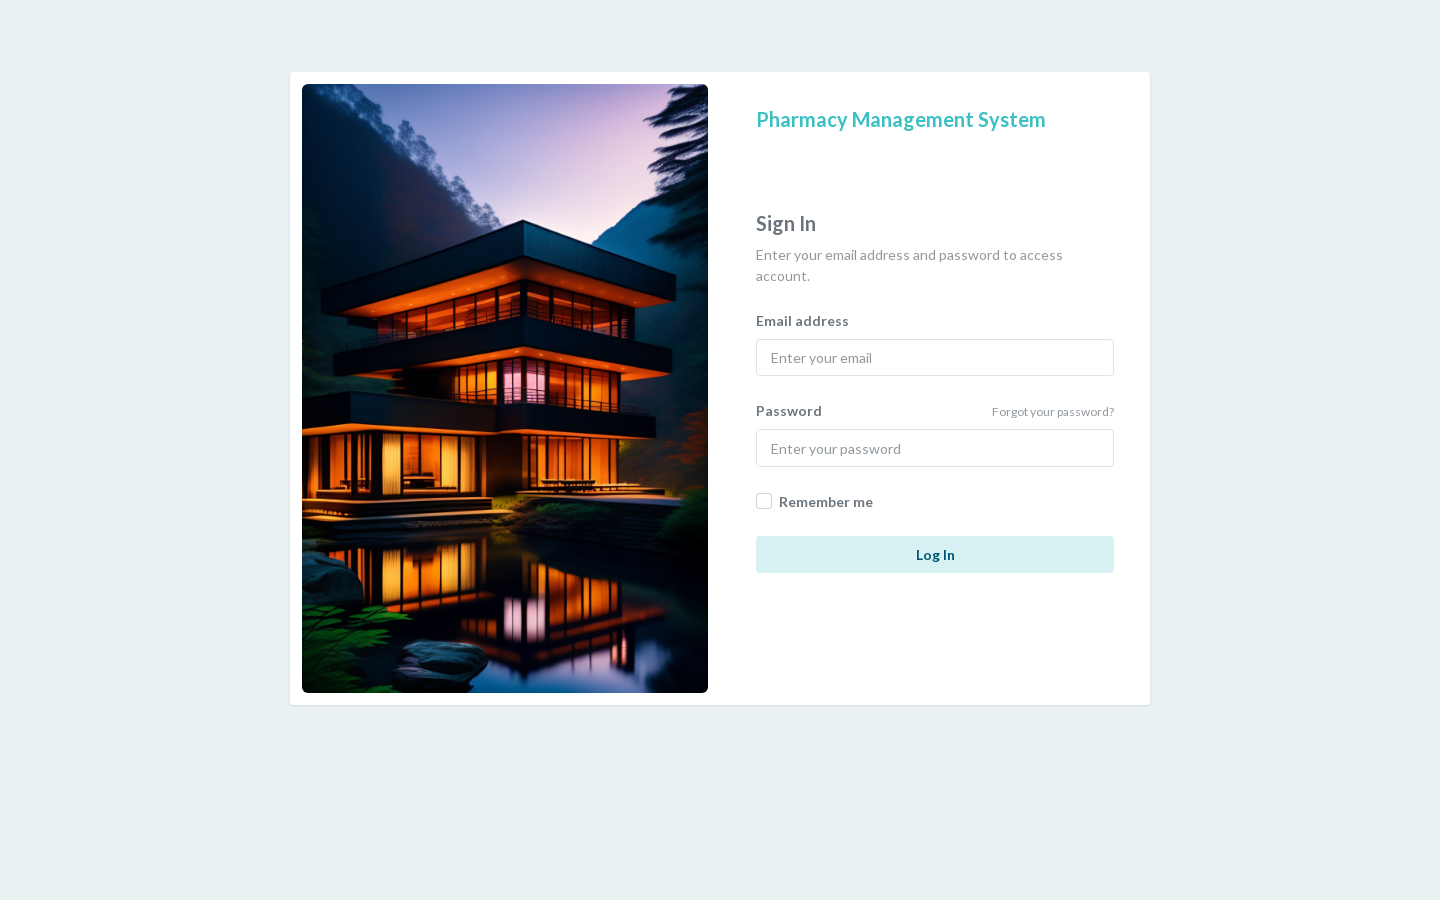 Pharmacy Management System
Sign In
Enter your email address and password to access
account.
Email address
Enter your email
Password
Forgot your password?
Enter your password
Remember me
Log In